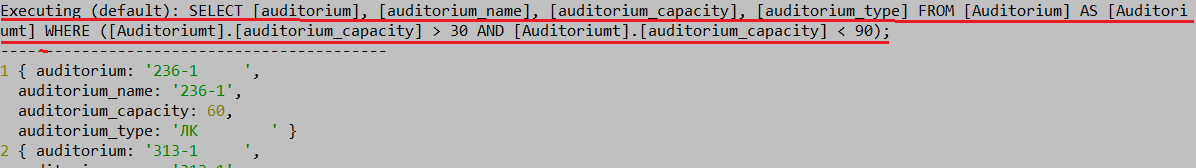 Executing (default): SELECT [auditorium], [auditorium_name], [auditorium_capacity], [auditorium_type] FROM [Auditorium] AS [Auditori
umt] WHERE ([Auditoriumt].[auditorium_capacity] > 30 AND [Auditoriumt].[auditorium_capacity] < 90);
-------------------------------------------
1 { auditorium: '236-1     ',
  auditorium_name: '236-1',
  auditorium_capacity: 60,
  auditorium_type: 'ЛК        ' }
2 { auditorium: '313-1     ',